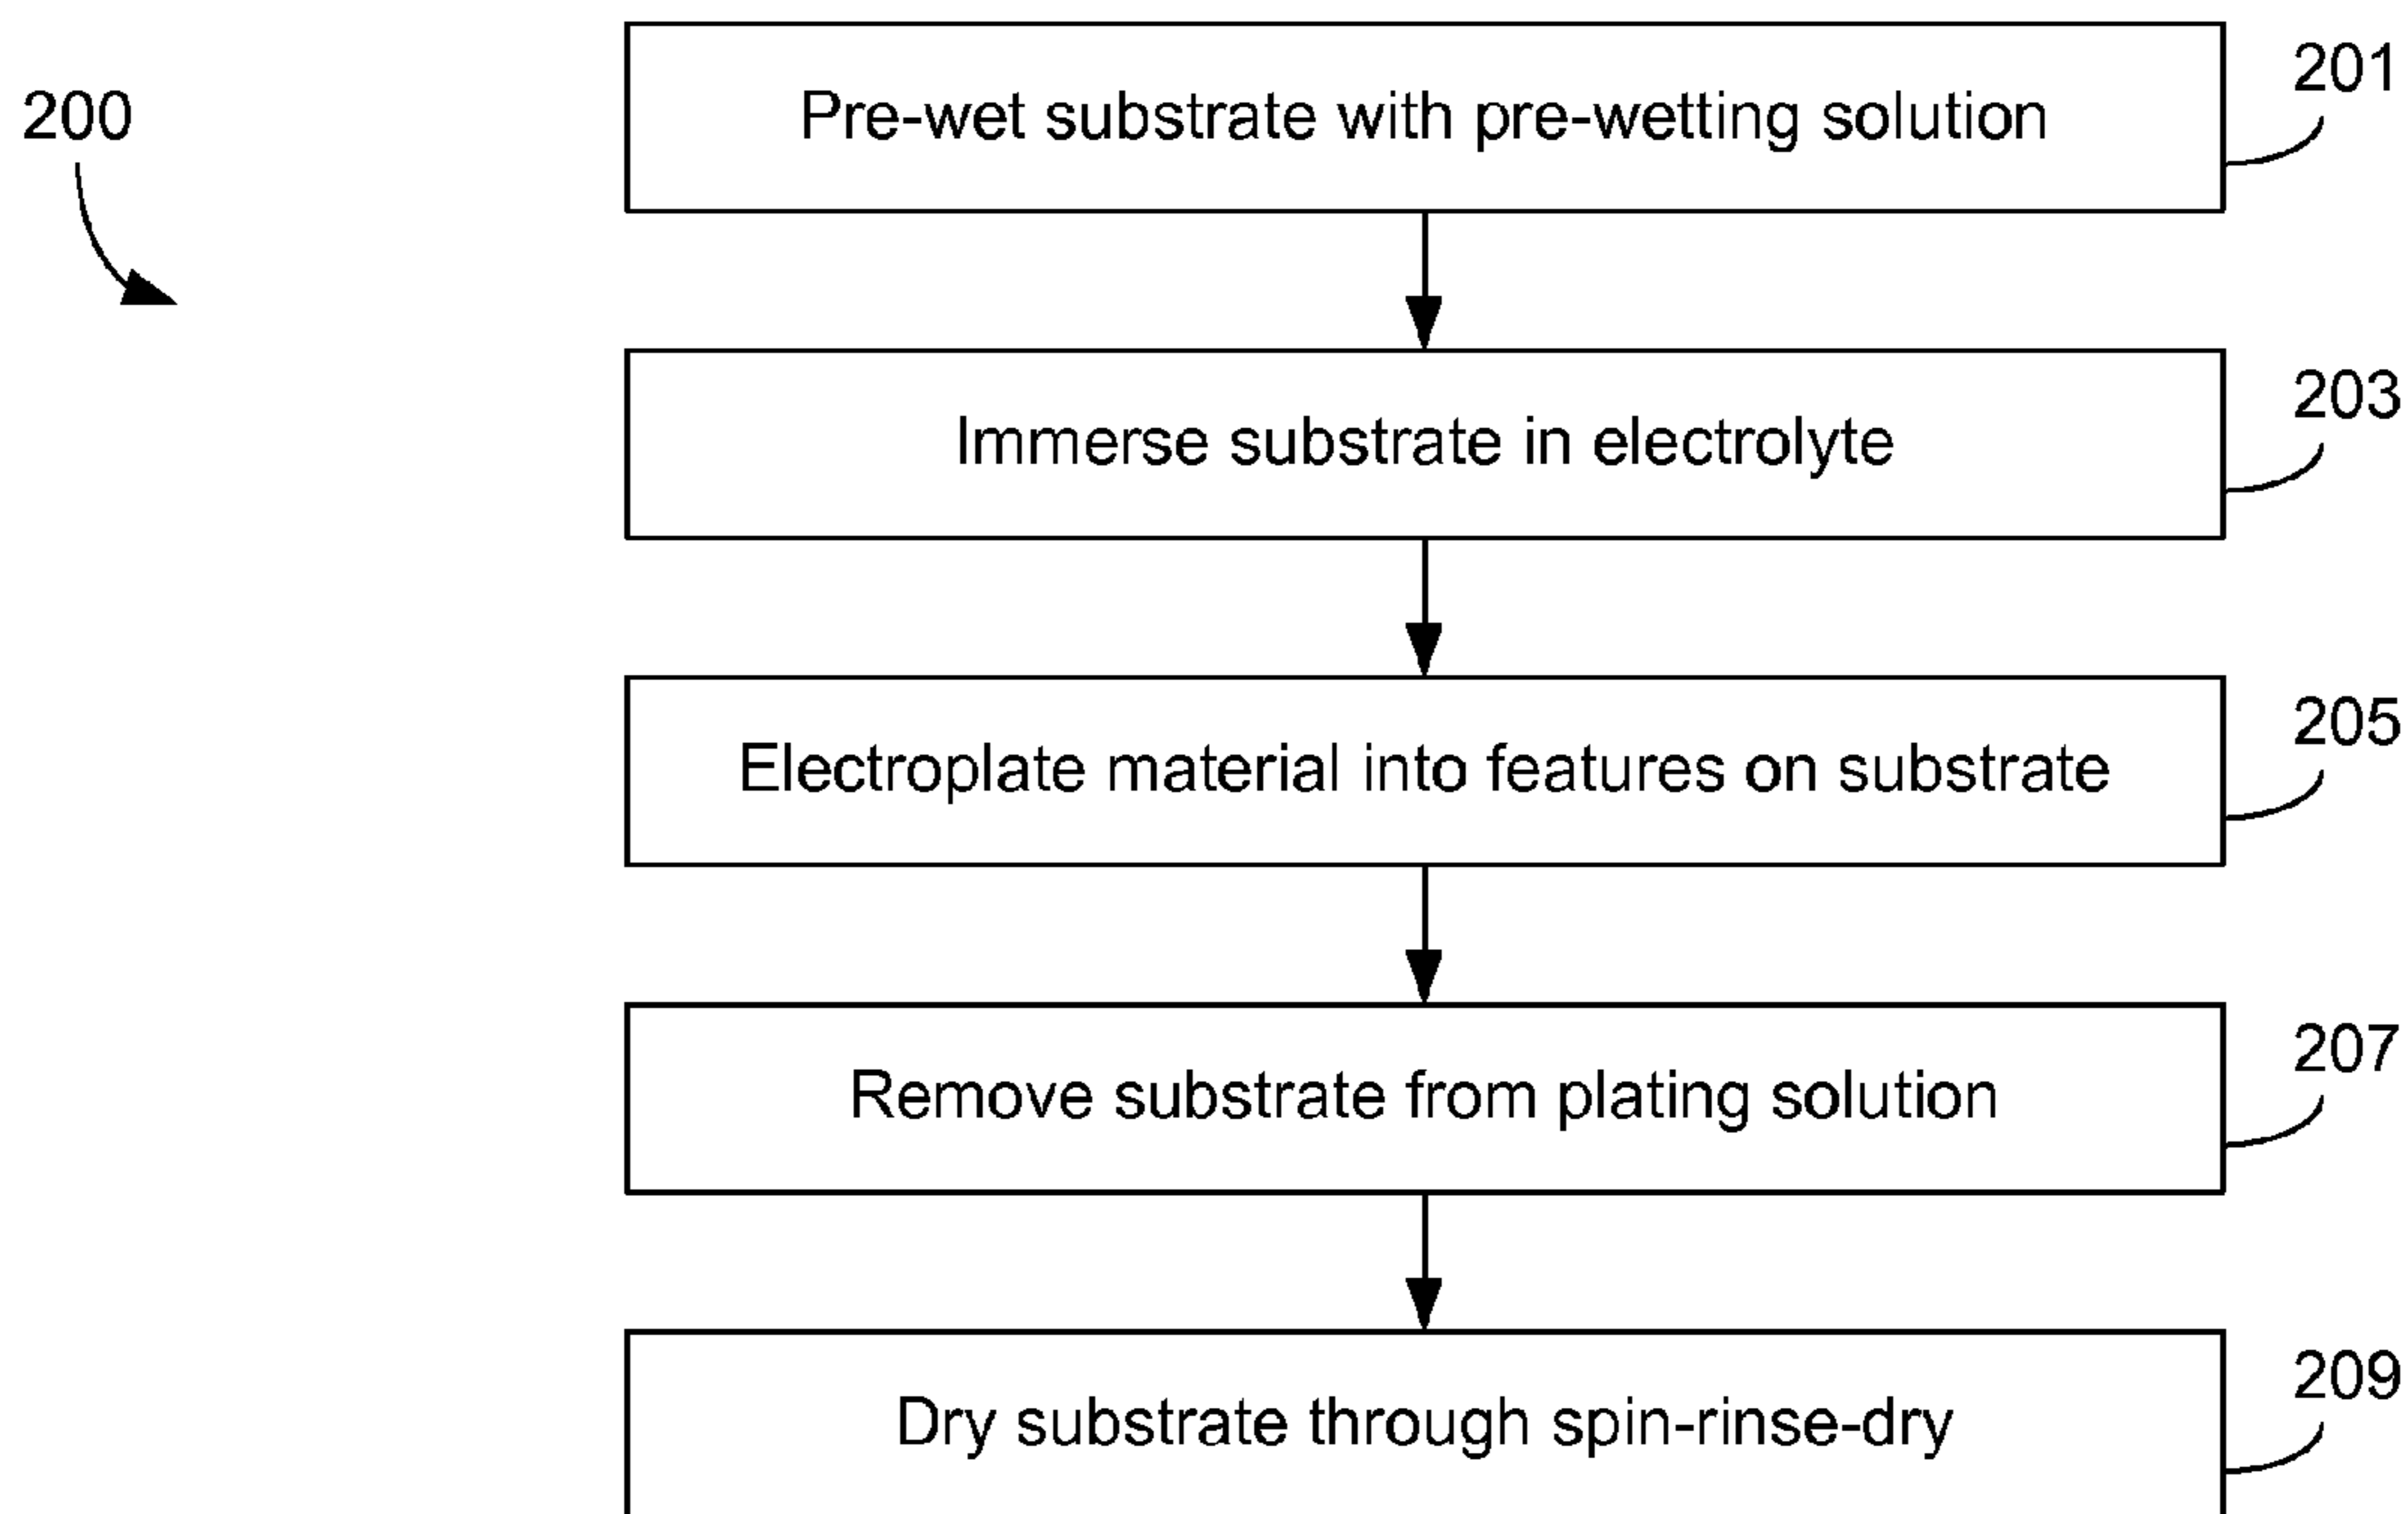 200
Pre-wet substrate with pre-wetting solution
201
Immerse substrate in electrolyte
203
Electroplate material into features on substrate
205
Remove substrate from plating solution
207
Dry substrate through spin-rinse-dry
209